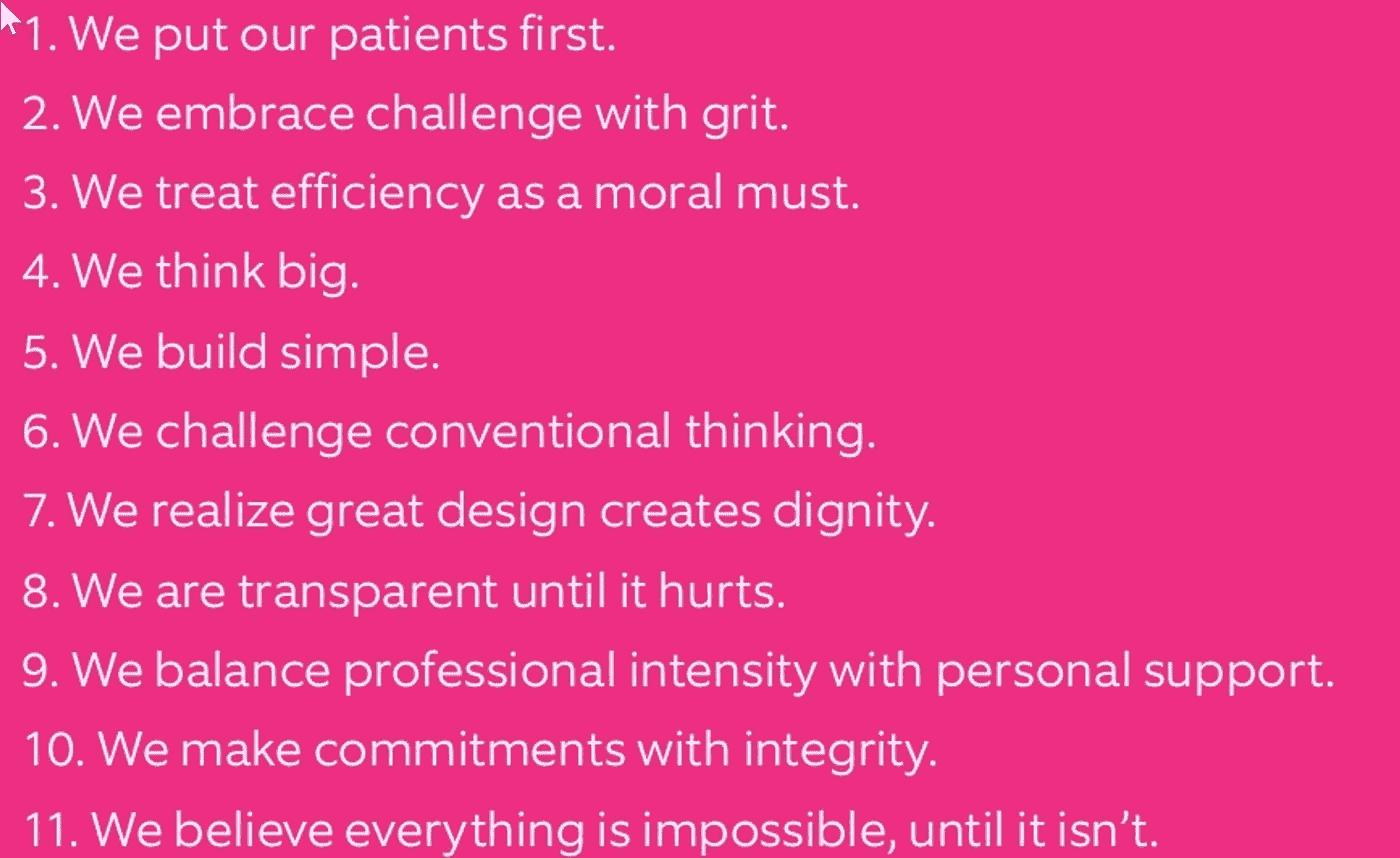 1. We put our patients first.
2. We embrace challenge with grit.
3. We treat efficiency as a moral must.
4. We think big.
5. We build simple.
6. We challenge conventional thinking.
7. We realize great design creates dignity.
8. We are transparent until it hurts.
9. We balance professional intensity with personal support.
10. We make commitments with integrity.
11. We believe everything is impossible, until it isn’t.